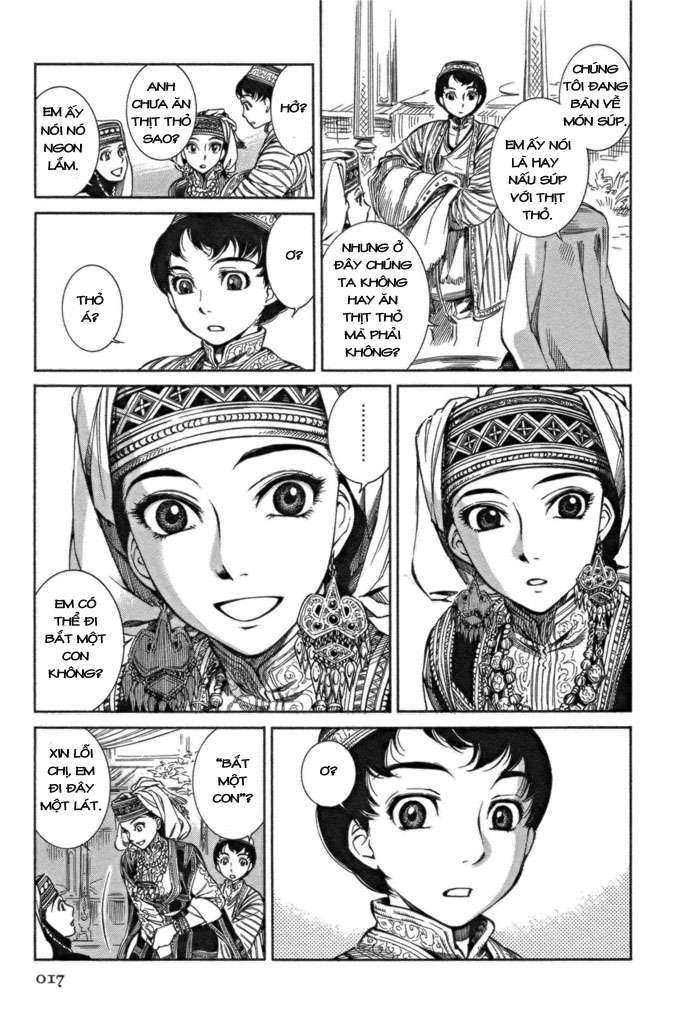 CHÚNG
TÔI ĐANG
BÀN VỀ
MÓN SÚP.
EM ẤY NÓI
LÀ HAY
NẤU SÚP
VỚI THỊT
THỎ.
NHƯNG Ở
ĐÂY CHÚNG
TA KHÔNG
HAY ĂN
THỊT THỎ
MÀ PHẢI
KHÔNG?
HỞ?
ANH
CHƯA ĂN
THỊT THỎ
SAO?
EM ẤY
NÓI NÓ
NGON
LẮM.
Ơ?
THỎ
Á?
.........
EM CÓ
THỂ ĐI
BẮT MỘT
CON
KHÔNG?
Ơ?
“BẮT
MỘT
CON”?
XIN LỖI
CHỊ, EM
ĐI ĐÂY
MỘT LÁT.
017